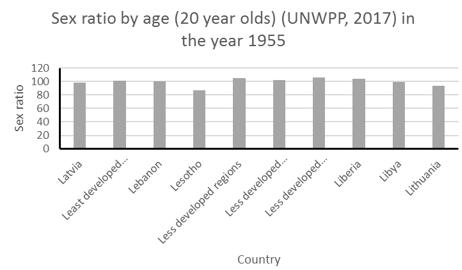 Sex ratio by age (20 year olds) (UNWPP, 2017) in
the year 1955
120
100
80
60
40
20
0
Sex ratio
Latvia
Least developed...
Lebanon
Lesotho
Less developed regions
Less developed...
Less developed...
Liberia
Libya
Lithuania
Country